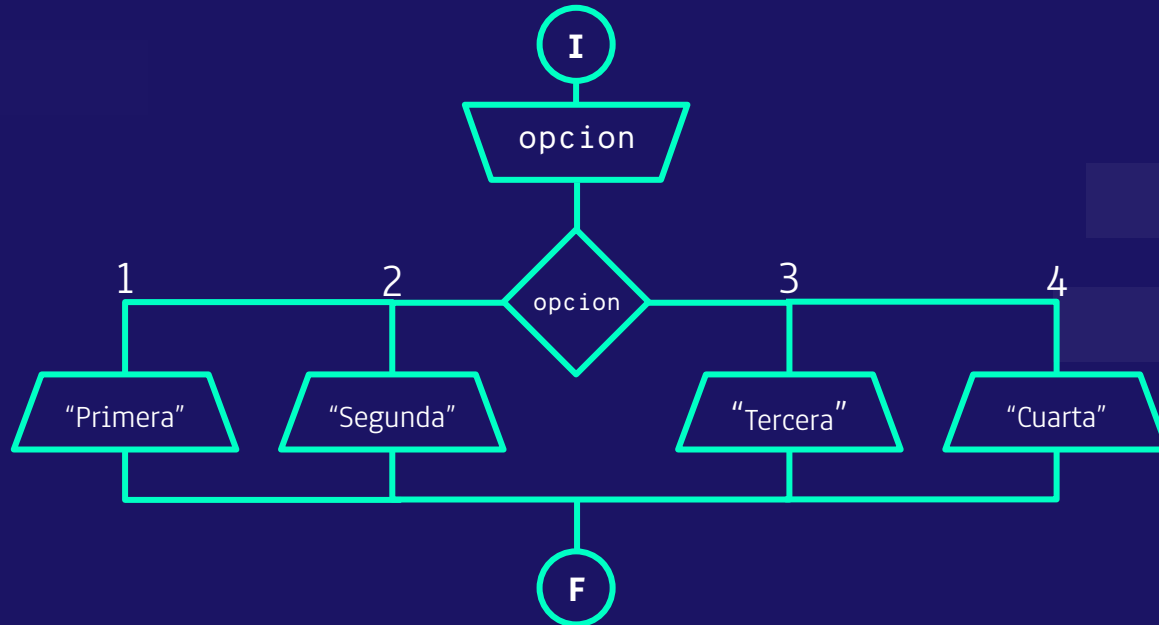 I
opcion
opcion
1
2
3
4
“Primera”
“Segunda”
“Tercera”
“Cuarta”
F